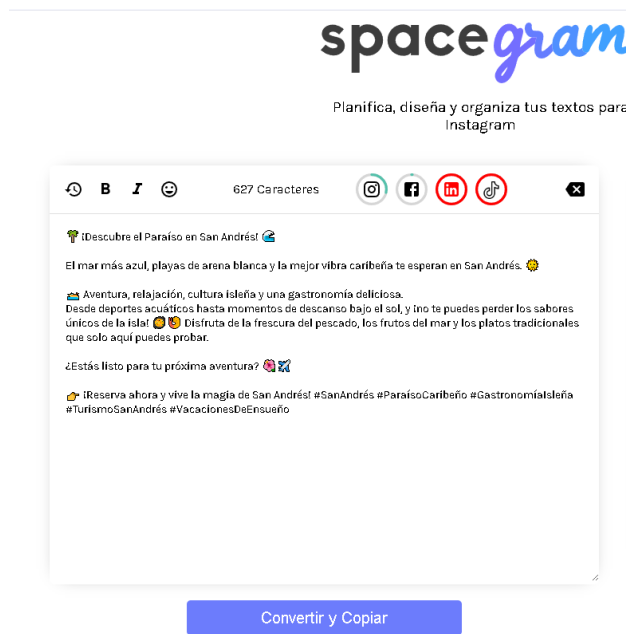 spacegram
Planifica, diseña y organiza tus textos para
Instagram
B I 627 Caracteres
🌴 ¡Descubre el Paraíso en San Andrés! 🌊
El mar más azul, playas de arena blanca y la mejor vibra caribeña te esperan en San Andrés. 🌞
🚤 Aventura, relajación, cultura isleña y una gastronomía deliciosa.
Desde deportes acuáticos hasta momentos de descanso bajo el sol, y ¡no te puedes perder los sabores
únicos de la isla! 🥘🍤 Disfruta de la frescura del pescado, los frutos del mar y los platos tradicionales
que solo aquí puedes probar.
¿Estás listo para tu próxima aventura? 🌺✈️
👉 ¡Reserva ahora y vive la magia de San Andrés! #SanAndrés #ParaísoCaribeño #GastronomíaIsleña
#TurismoSanAndrés #VacacionesDeEnsueño
Convertir y Copiar